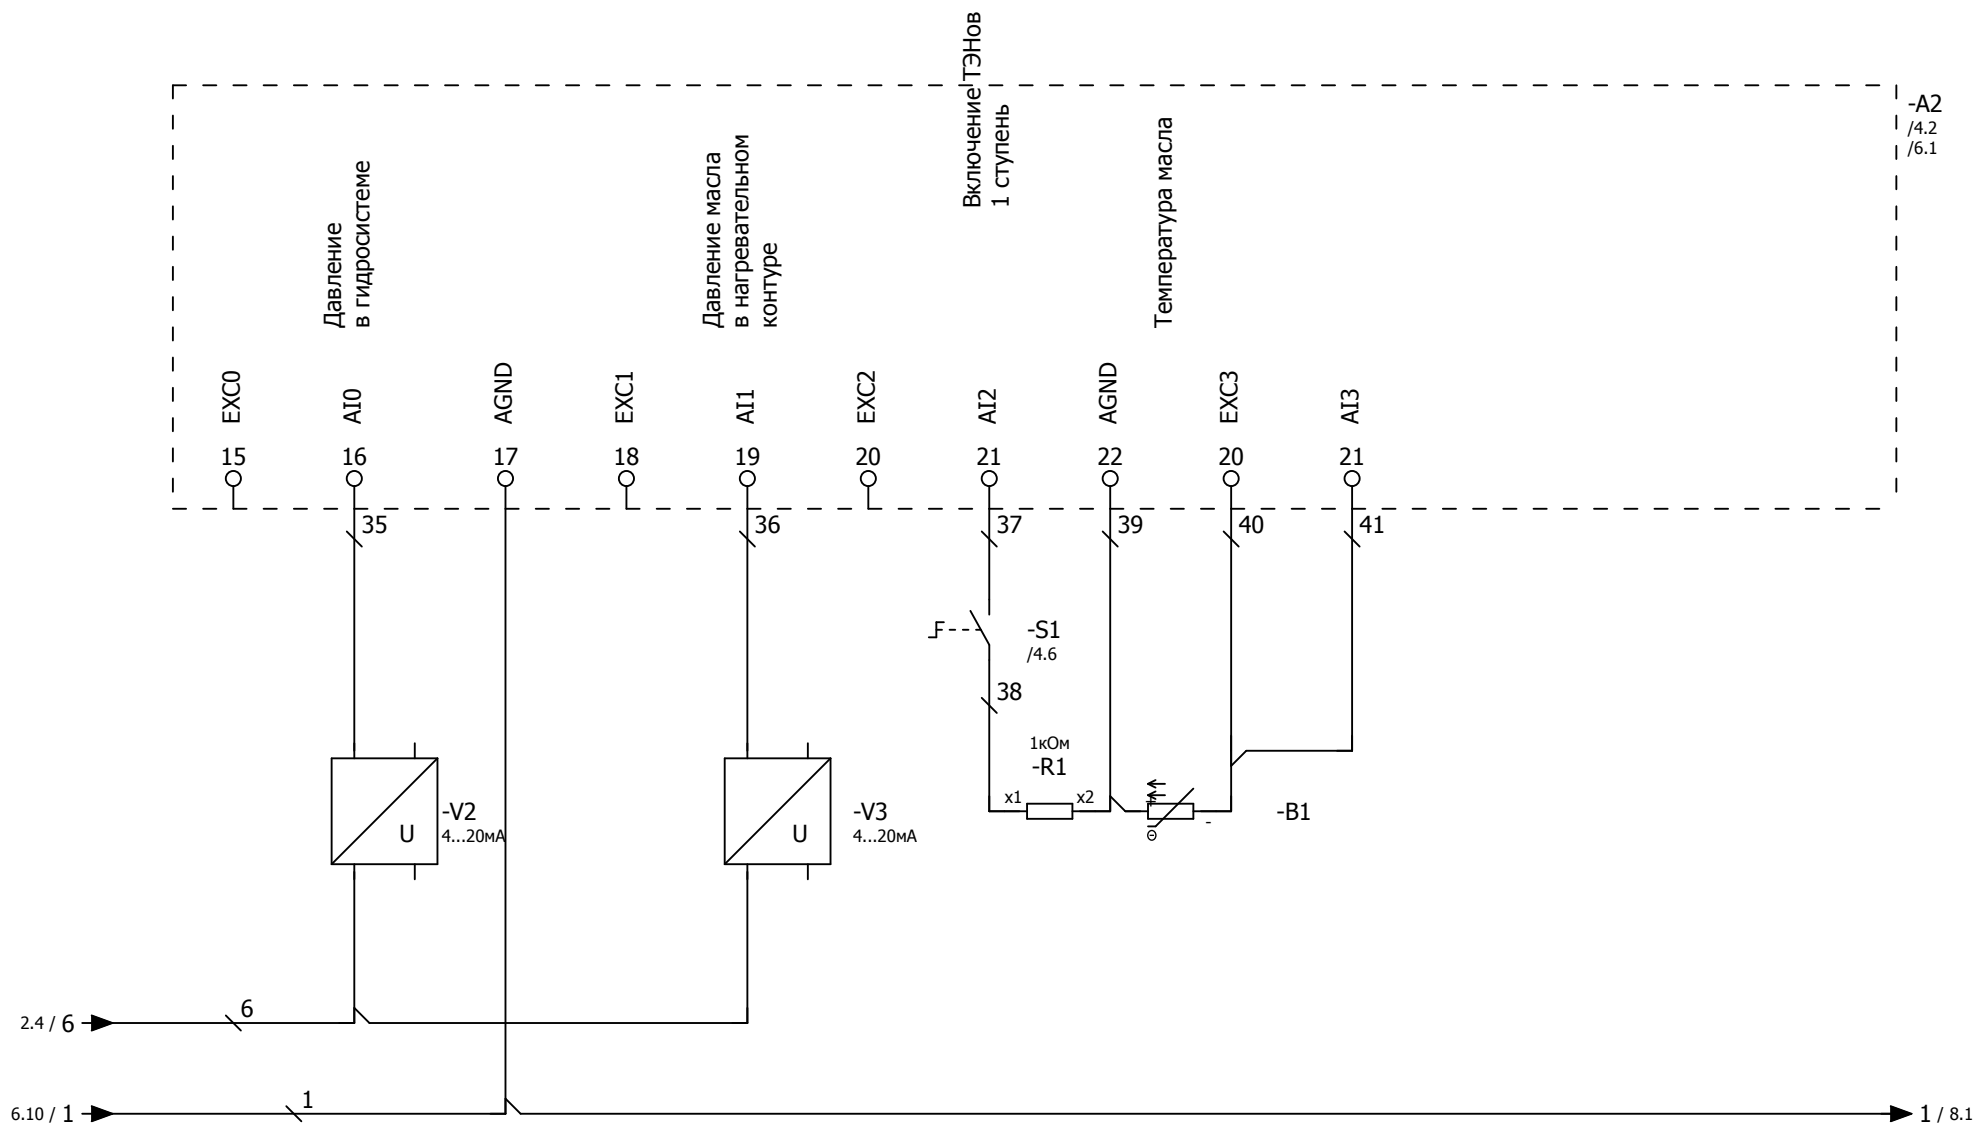 Включение ТЭНов
1 ступень
-A2
/4.2
/6.1
Давление
в гидросистеме
Давление масла
в нагревательном
контуре
Температура масла
EXC0
AI0
AGND
EXC1
AI1
EXC2
AI2
AGND
EXC3
AI3
15
16
17
18
19
20
21
22
20
21
35
36
37
39
40
41
-S1
/4.6
38
1кОм
-R1
x1
x2
+
-
Θ
-B1
U
-V2
4...20мА
U
-V3
4...20мА
2.4 / 6
6
6.10 / 1
1
1 / 8.1